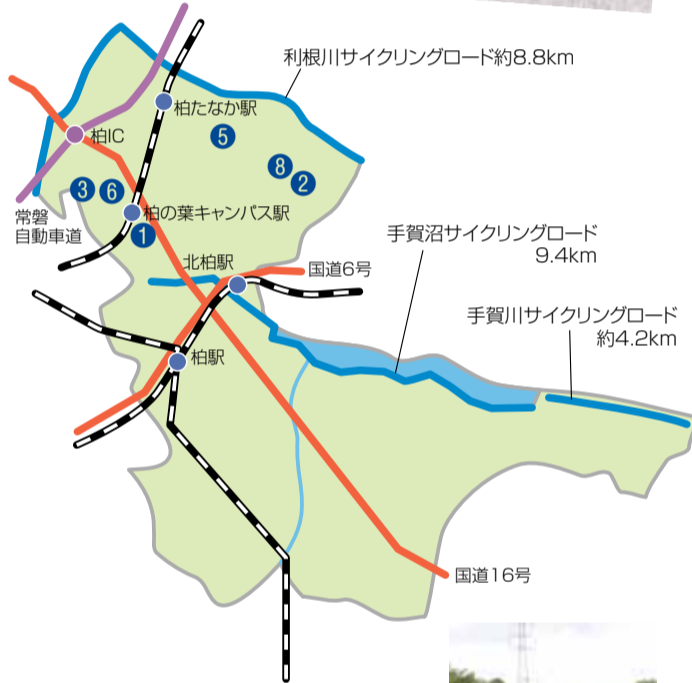 利根川サイクリングロード約8.8km
柏たなか駅
柏IC
5
8
2
3
6
柏の葉キャンパス駅
1
常磐
自動車道
手賀沼サイクリングロード
9.4km
北柏駅
国道6号
手賀川サイクリングロード
約4.2km
柏駅
国道16号